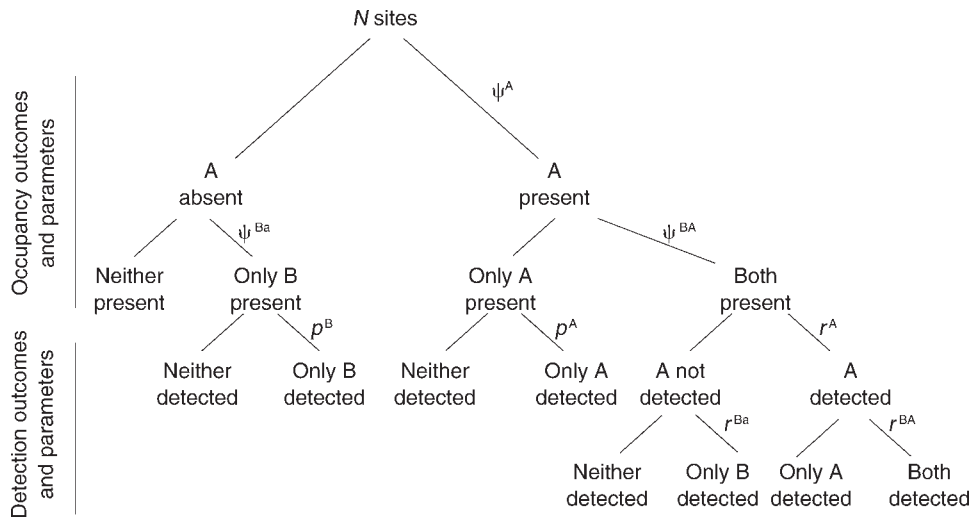 N sites
ψA
A
absent
A
present
ψBa
ψBA
Neither
present
Only B
present
Only A
present
Both
present
pB
pA
rA
Neither
detected
Only B
detected
Neither
detected
Only A
detected
A not
detected
A
detected
rBa
rBA
Neither
detected
Only B
detected
Only A
detected
Both
detected
Occupancy outcomes
and parameters
Detection outcomes
and parameters